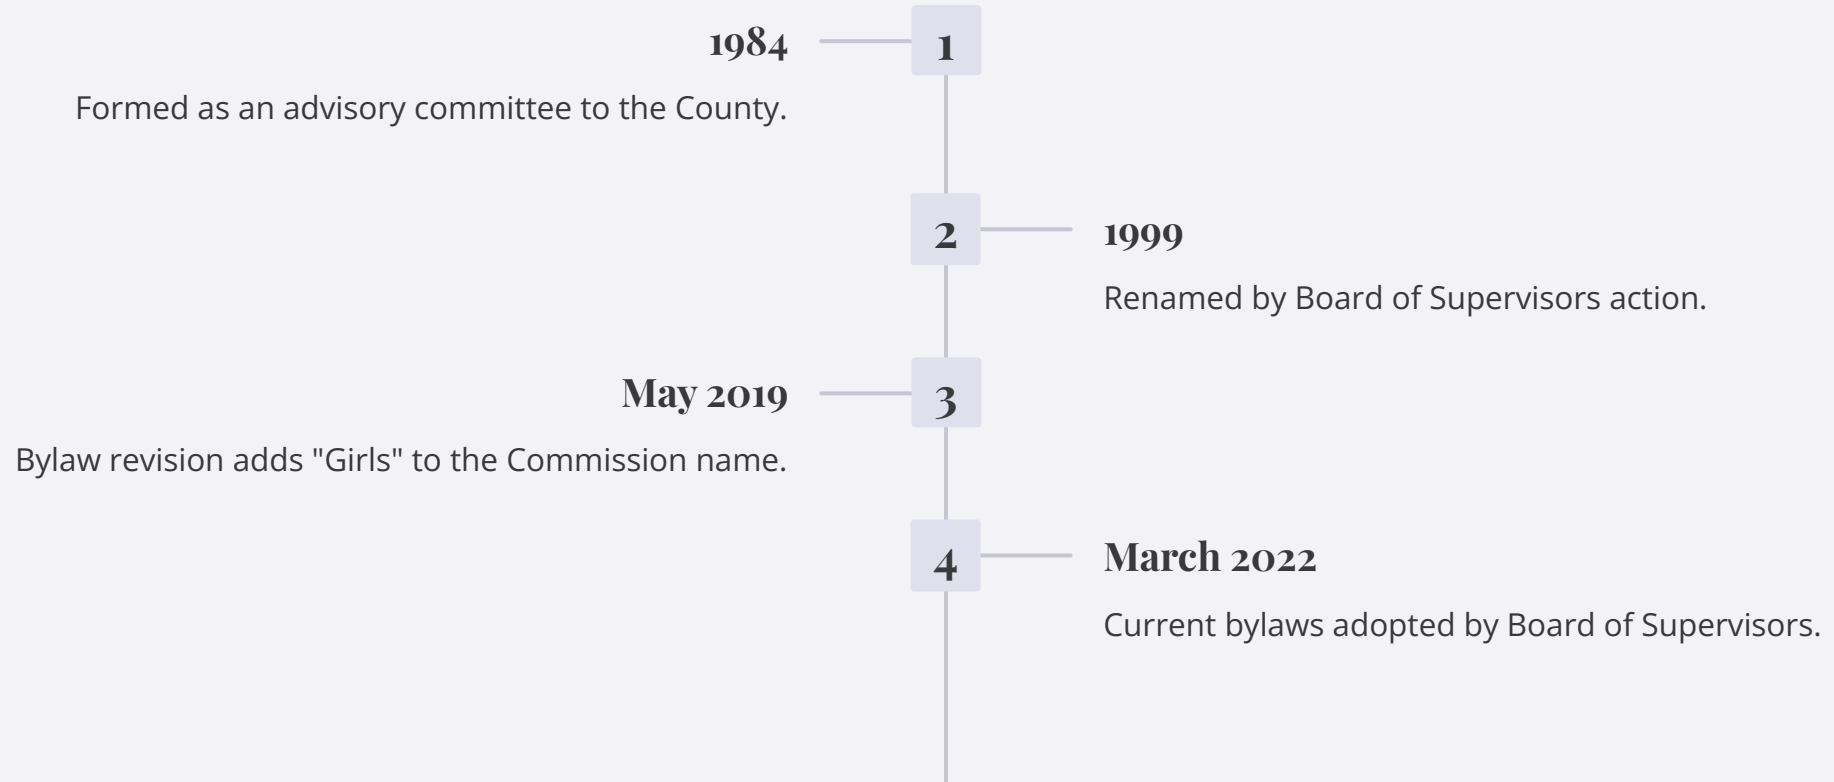 1984
1
Formed as an advisory committee to the County.
2
1999
Renamed by Board of Supervisors action.
May 2019
3
Bylaw revision adds "Girls" to the Commission name.
4
March 2022
Current bylaws adopted by Board of Supervisors.